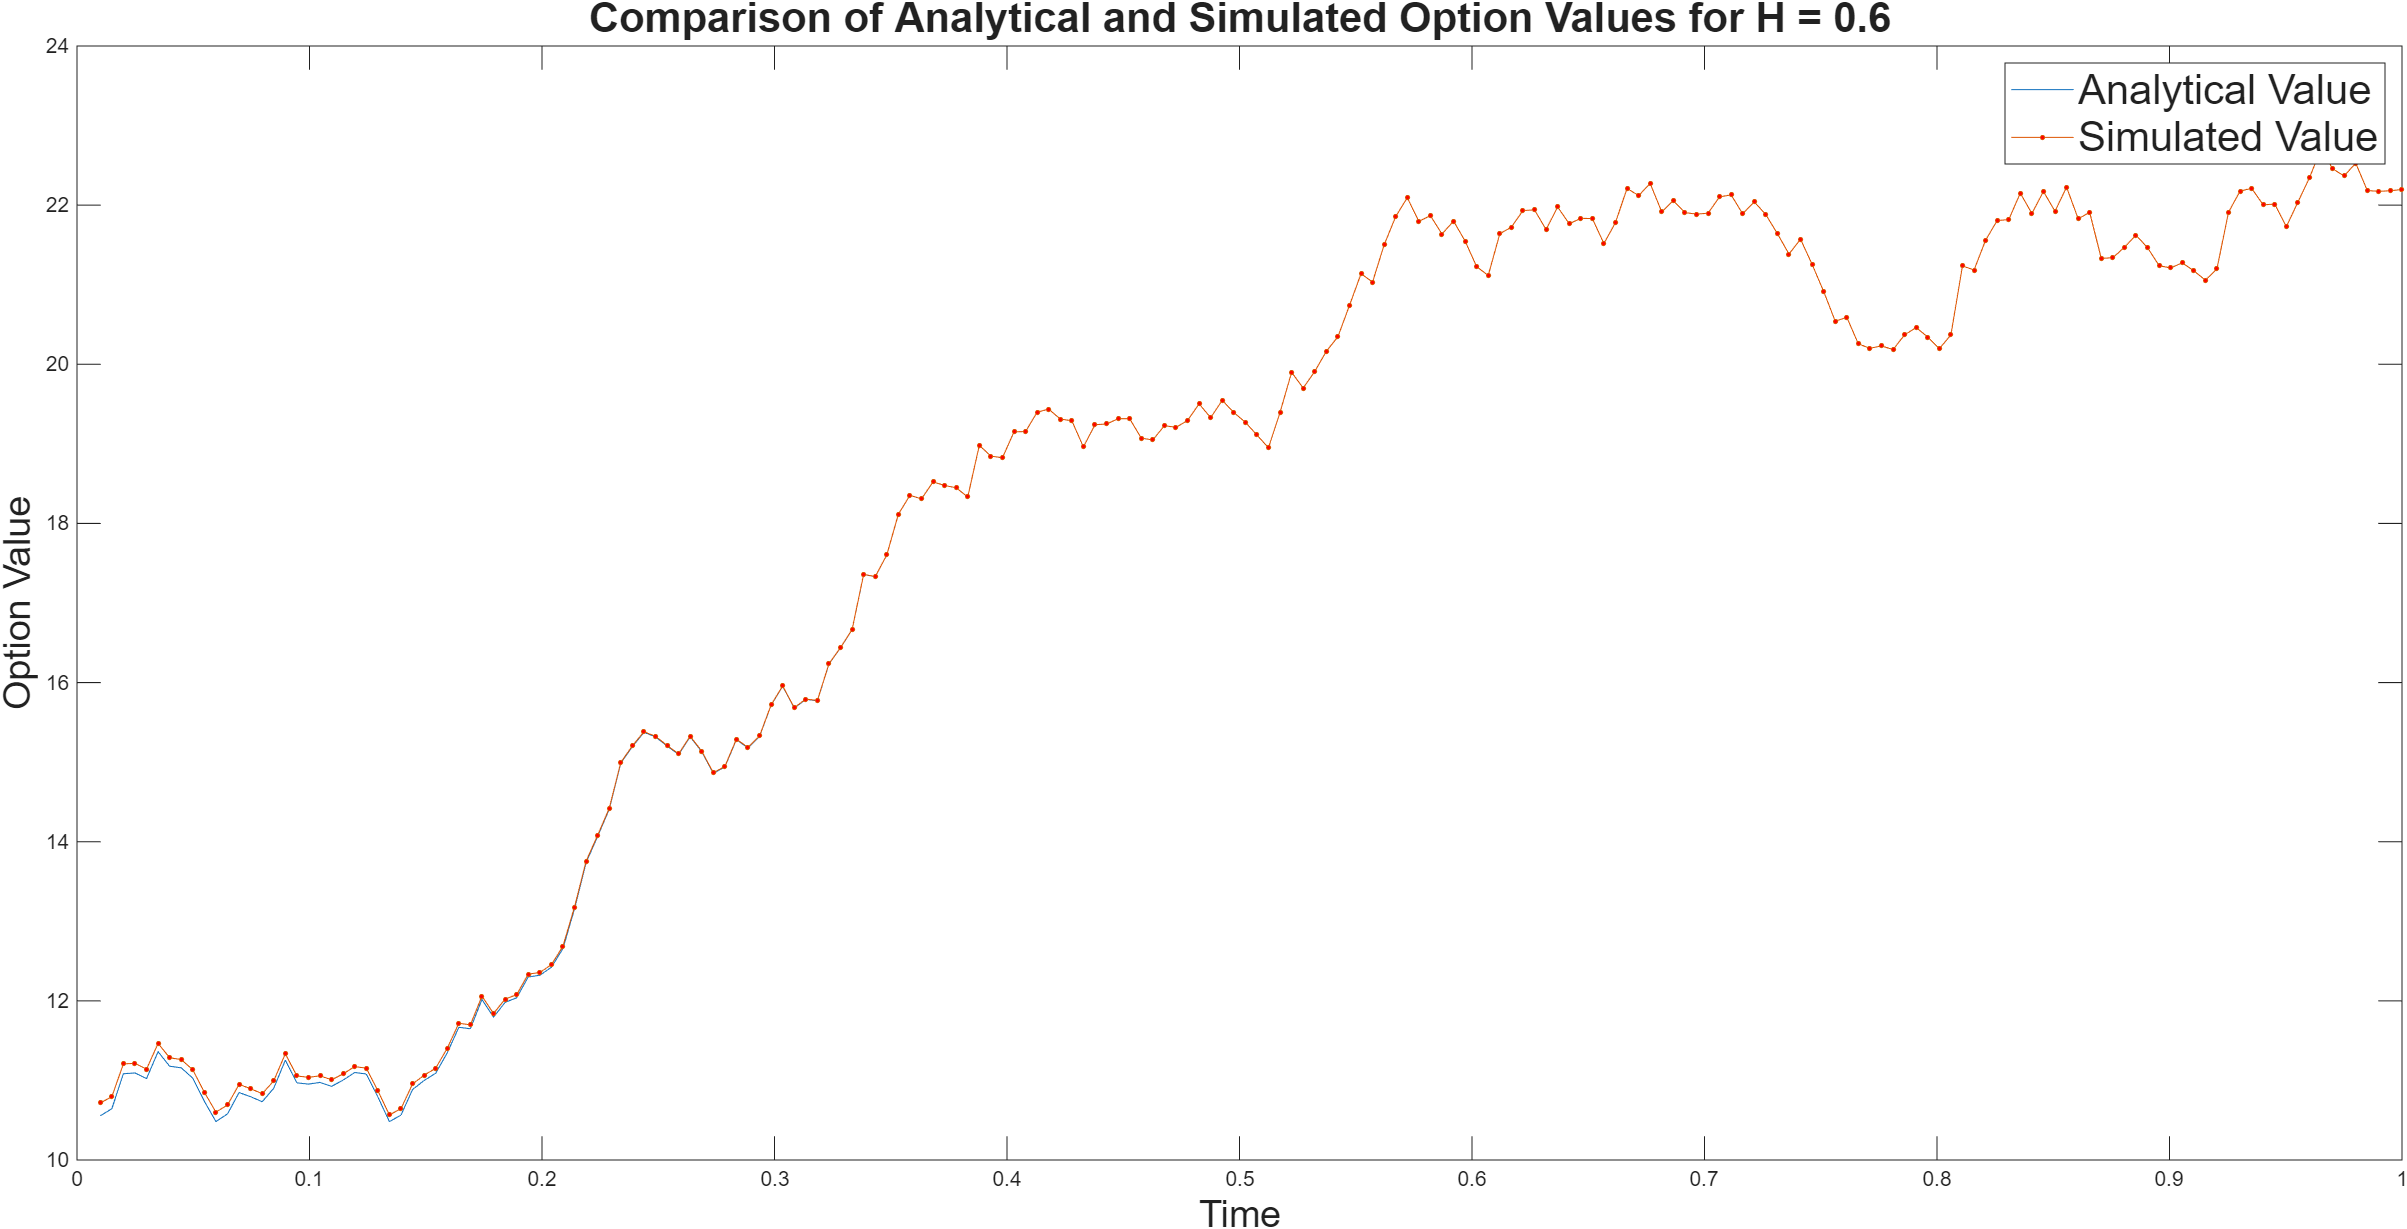 Comparison of Analytical and Simulated Option Values for H = 0.6
24
22
20
18
16
14
12
10
Option Value
Analytical Value
Simulated Value
0 0.1 0.2 0.3 0.4 0.5 0.6 0.7 0.8 0.9 1
Time